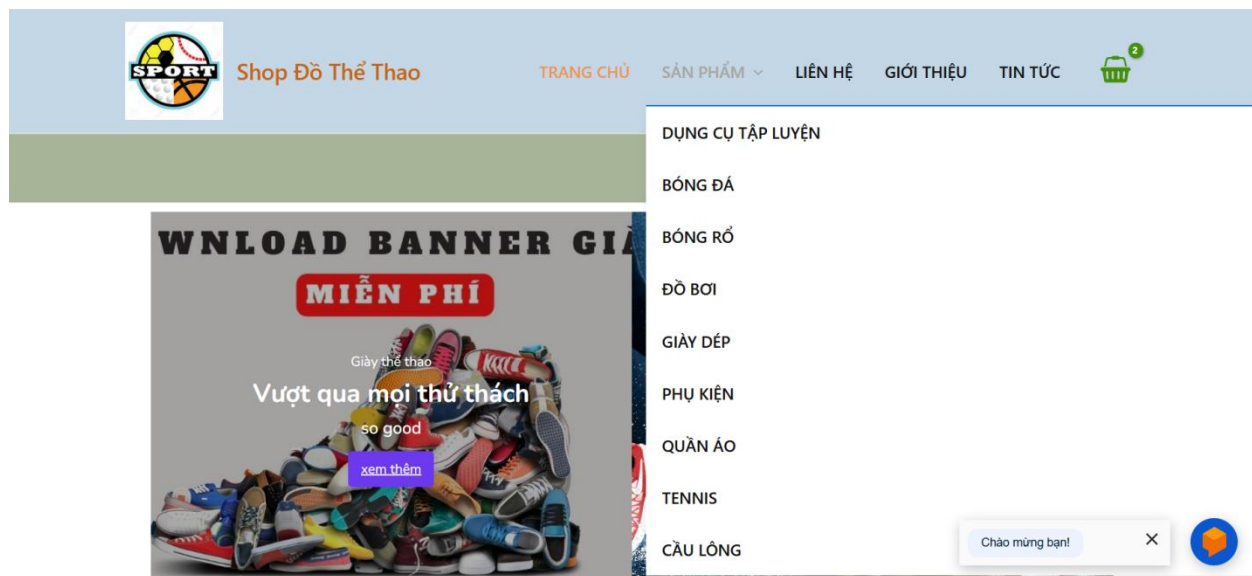 SPORT
Shop Đồ Thể Thao
TRANG CHỦ
SẢN PHẨM
LIÊN HỆ
GIỚI THIỆU
TIN TỨC
2
DỤNG CỤ TẬP LUYỆN
BÓNG ĐÁ
BÓNG RỔ
ĐỒ BƠI
GIÀY DÉP
PHỤ KIỆN
QUẦN ÁO
TENNIS
CẦU LÔNG
WNLOAD BANNER GIÀ
MIỄN PHÍ
Giày thể thao
Vượt qua mọi thử thách
so good
xem thêm
Chào mừng bạn!